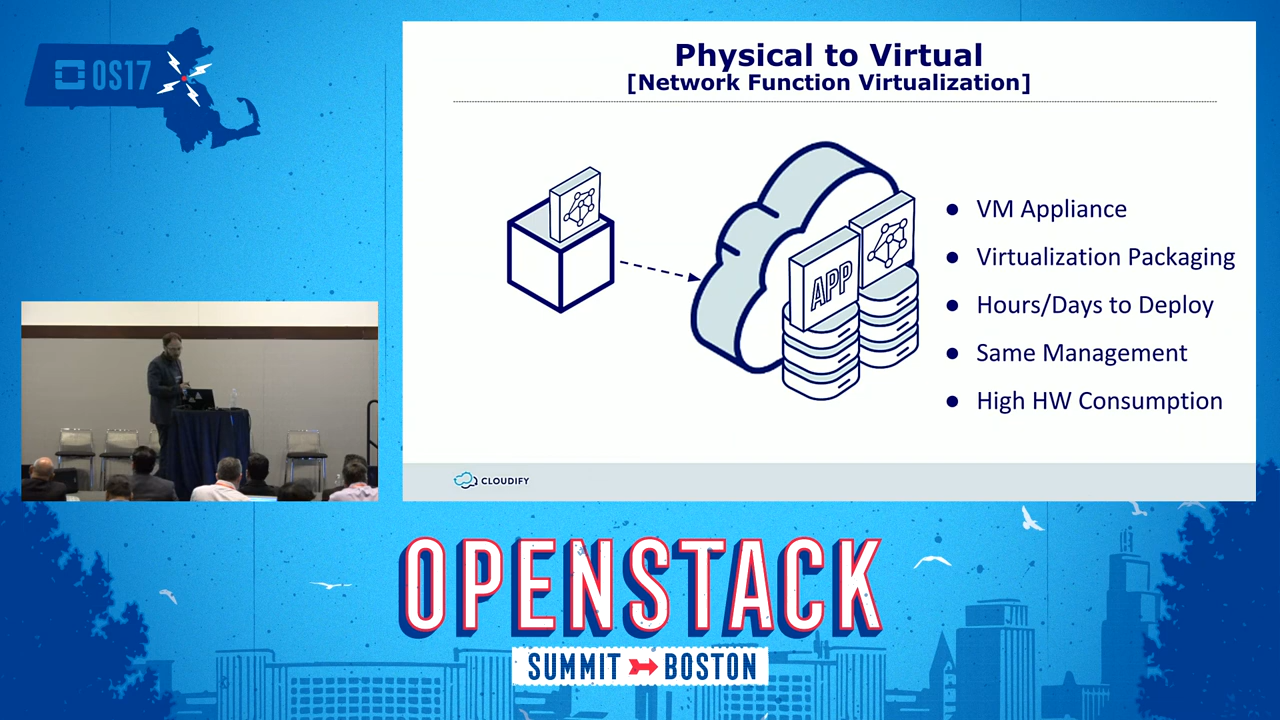 OS17
Physical to Virtual
[Network Function Virtualization]
APP
● VM Appliance
● Virtualization Packaging
● Hours/Days to Deploy
● Same Management
● High HW Consumption
CLOUDIFY
OPENSTACK
SUMMIT BOSTON